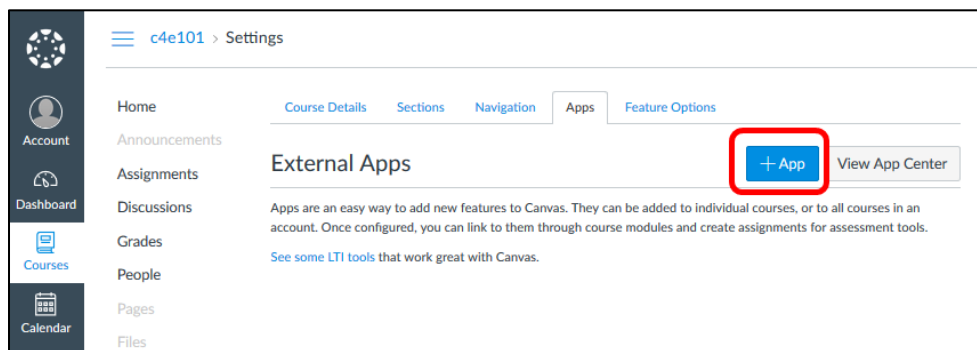 c4e101 > Settings
Account
Dashboard
Courses
Calendar
Home
Announcements
Assignments
Discussions
Grades
People
Pages
Files
Course Details Sections Navigation Apps Feature Options
External Apps
+ App View App Center
Apps are an easy way to add new features to Canvas. They can be added to individual courses, or to all courses in an
account. Once configured, you can link to them through course modules and create assignments for assessment tools.
See some LTI tools that work great with Canvas.